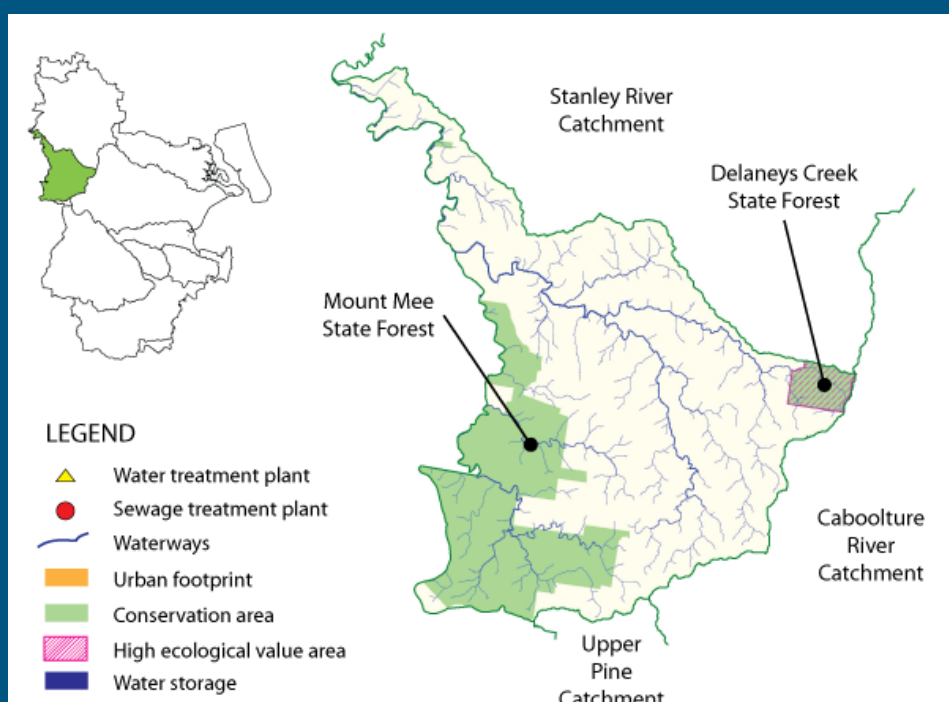 Stanley River
Catchment
Delaneys Creek
State Forest
Mount Mee
State Forest
LEGEND
Water treatment plant
Sewage treatment plant
Waterways
Urban footprint
Conservation area
High ecological value area
Water storage
Caboolture
River
Catchment
Upper
Pine
Catchment